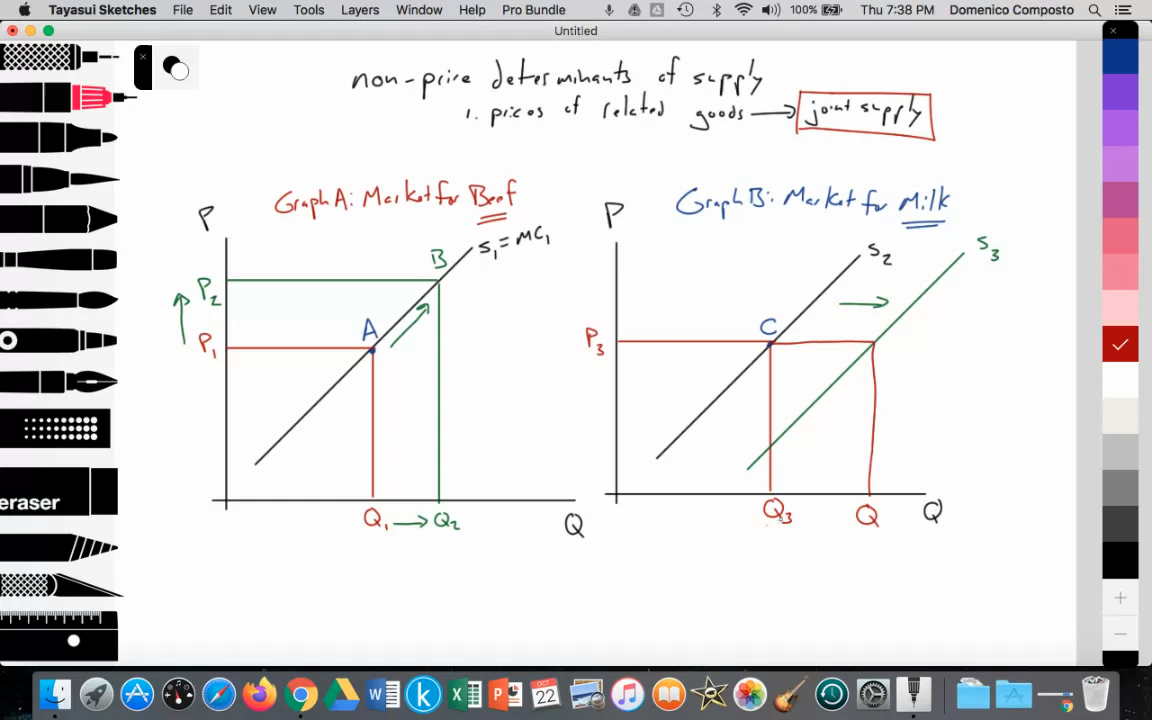 Tayasui Sketches File Edit View Tools Layers Window Help Pro Bundle 100% Thu 7:38 PM Domenico Composto
Untitled
non-price determinants of supply
1. prices of related goods → joint supply
Graph A: Market for Beef
Graph B: Market for Milk
P
S1 = MC1
B
P2
P1
A
Q1 → Q2
Q
P
S2
S3
C
P3
Q3
Q
Q
eraser
W
K
X
P
OCT
22